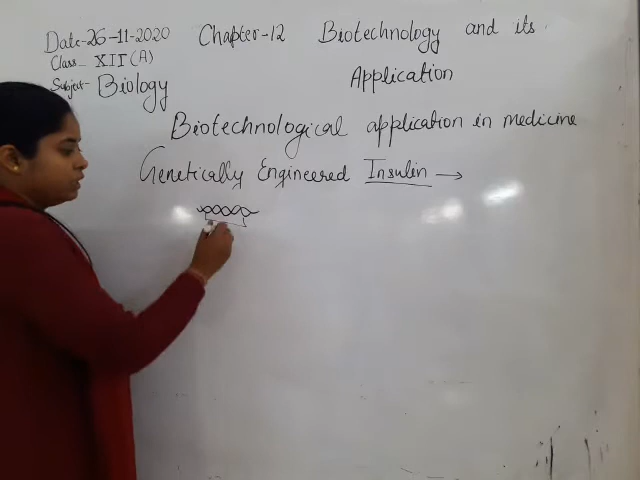 Date-26-11-2020 Chapter-12 Biotechnology and its
Class- XII (A)
Application
Subject- Biology
Biotechnological application in medicine
Genetically Engineered Insulin →